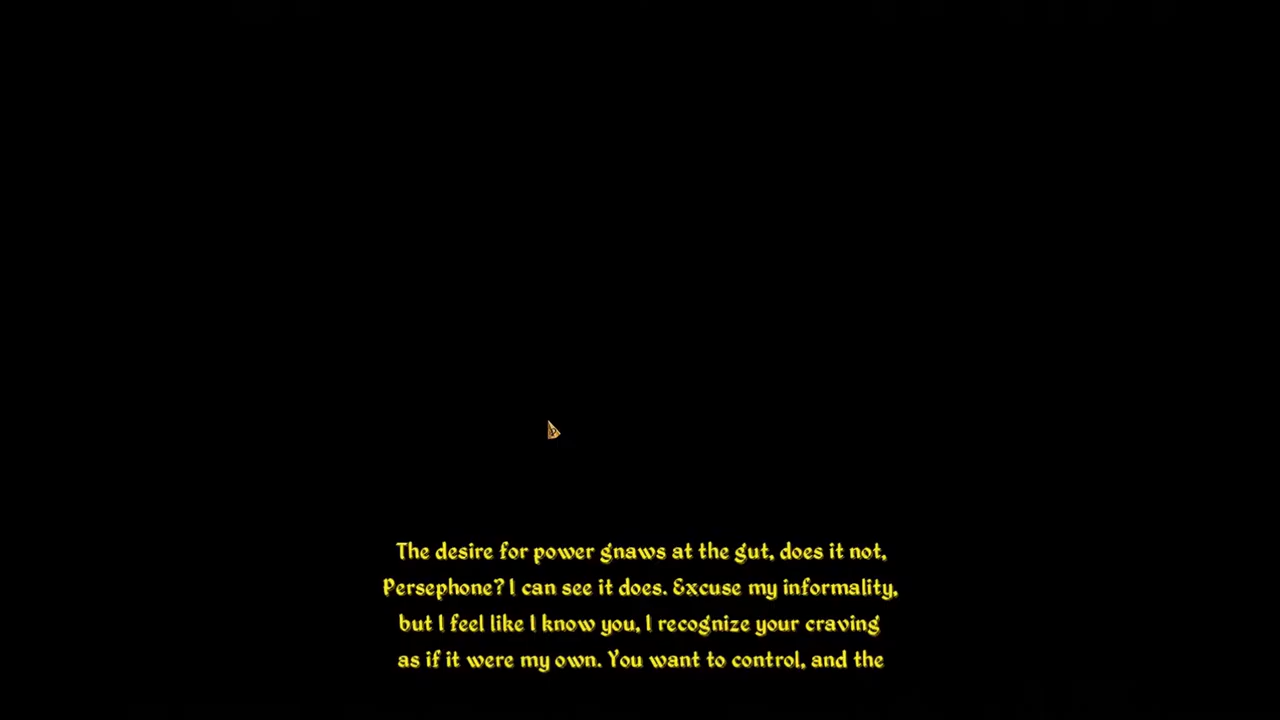 The desire for power gnaws at the gut, does it not,
Persephone? I can see it does. Excuse my informality,
but I feel like I know you, I recognize your craving
as if it were my own. You want to control, and the